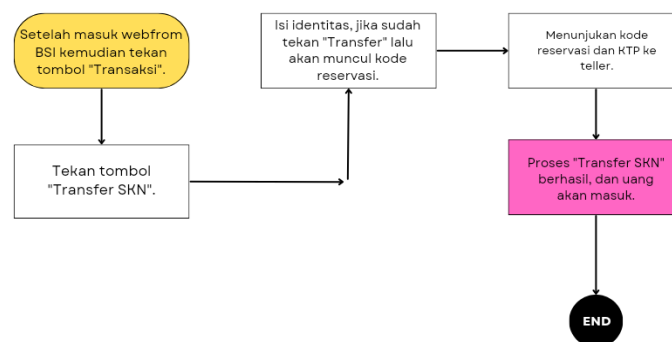 Setelah masuk webfrom
BSI kemudian tekan
tombol "Transaksi".
Tekan tombol
"Transfer SKN".
Isi identitas, jika sudah
tekan "Transfer" lalu
akan muncul kode
reservasi.
Menunjukan kode
reservasi dan KTP ke
teller.
Proses "Transfer SKN"
berhasil, dan uang
akan masuk.
END